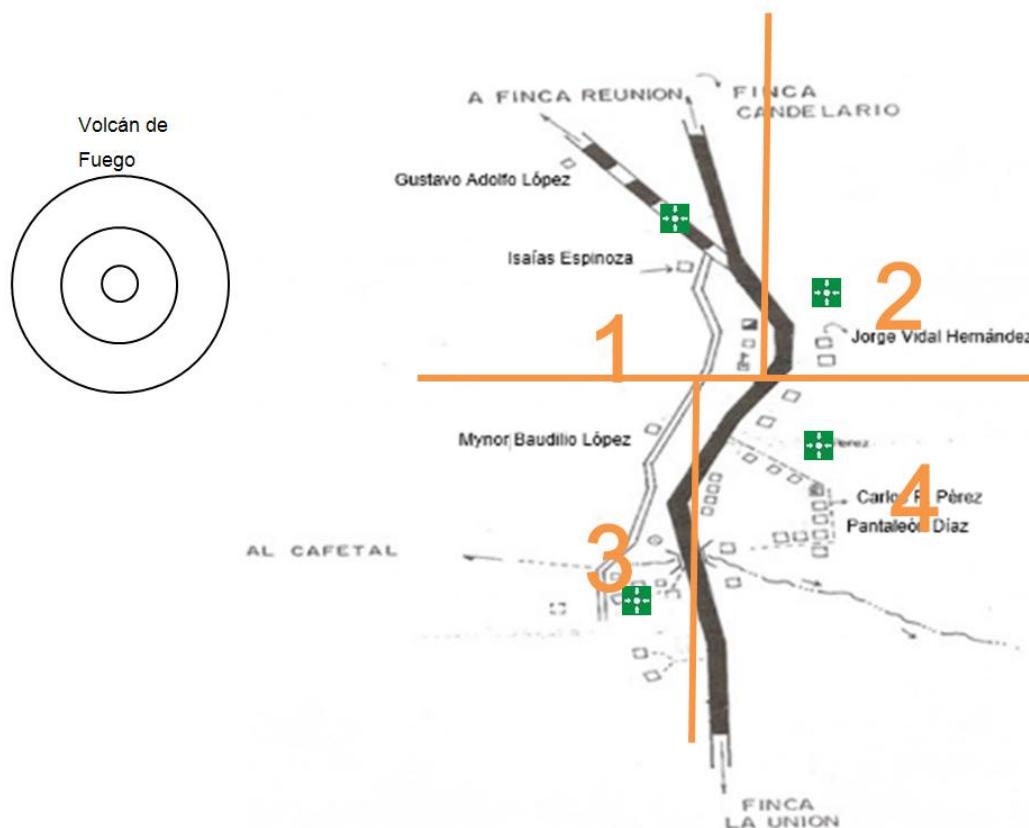 Volcán de
Fuego
A FINCA REUNION
FINCA
CANDELARIO
Gustavo Adolfo López
Isaías Espinoza
1
2
Jorge Vidal Hernández
Mynor Baudilio López
Carlos R. Pèrez
4
Pantaleón Díaz
AL CAFETAL
3
FINCA
LA UNION